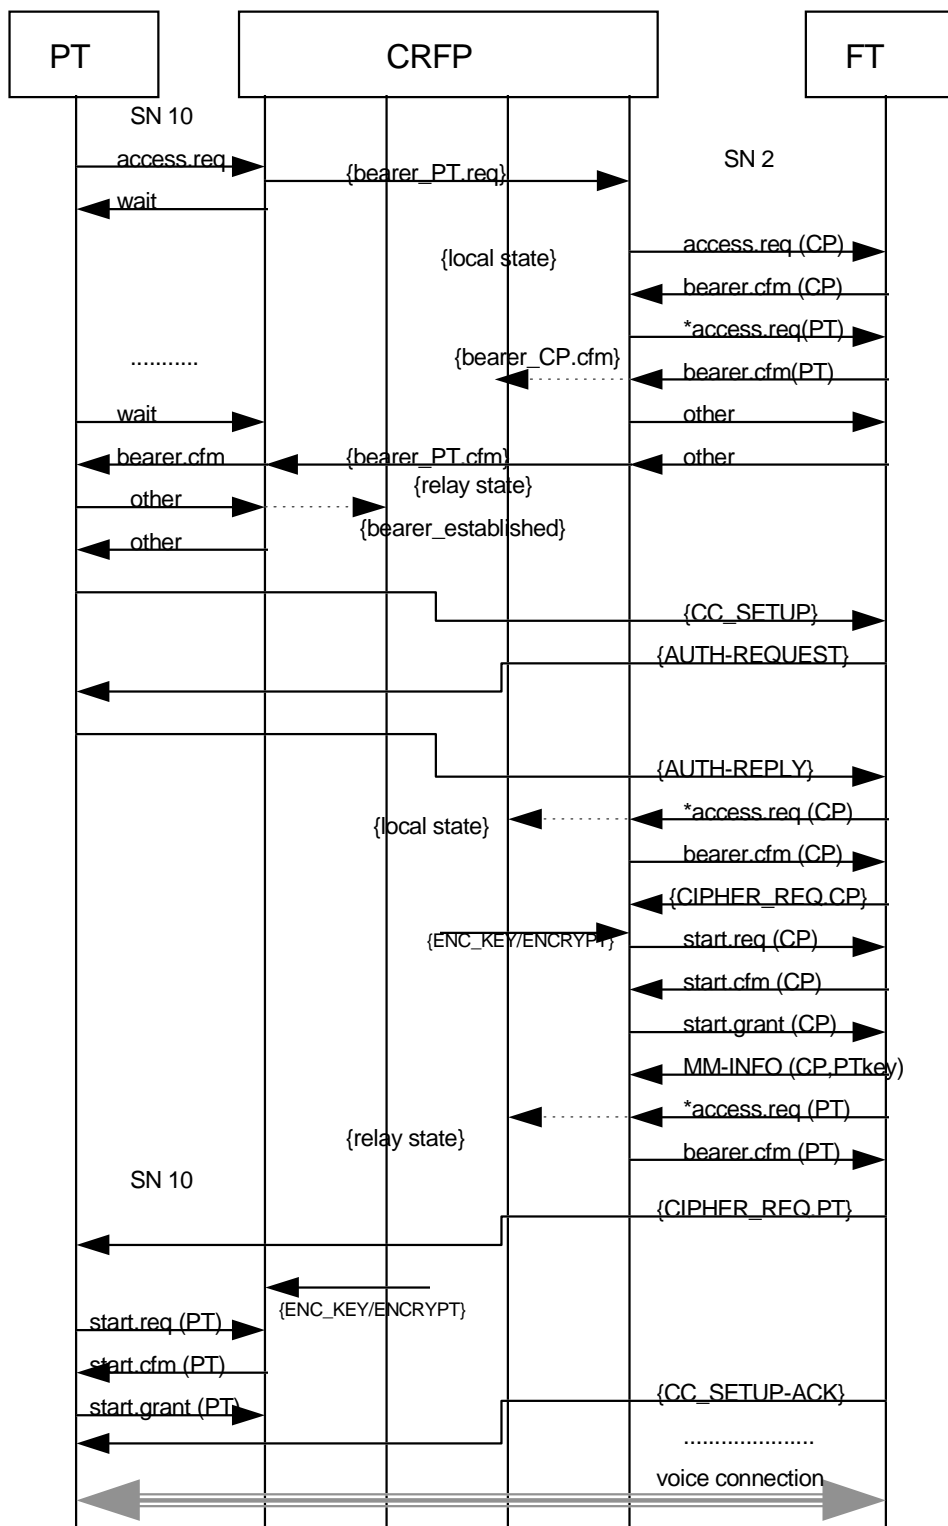 PT
CRFP
FT
SN 10
access.req
{bearer_PT.req}
SN 2
wait
access.req (CP)
{local state}
bearer.cfm (CP)
*access.req(PT)
...........
{bearer_CP.cfm}
bearer.cfm(PT)
wait
other
bearer.cfm
{bearer_PT.cfm}
other
{relay state}
other
{bearer_established}
other
{CC_SETUP}
{AUTH-REQUEST}
{AUTH-REPLY}
*access.req (CP)
{local state}
bearer.cfm (CP)
{CIPHER_REQ.CP}
{ENC_KEY/ENCRYPT}
start.req (CP)
start.cfm (CP)
start.grant (CP)
MM-INFO (CP,PTkey)
*access.req (PT)
{relay state}
bearer.cfm (PT)
SN 10
{CIPHER_REQ.PT}
{ENC_KEY/ENCRYPT}
start.req (PT)
start.cfm (PT)
{CC_SETUP-ACK}
start.grant (PT)
.....................
voice connection